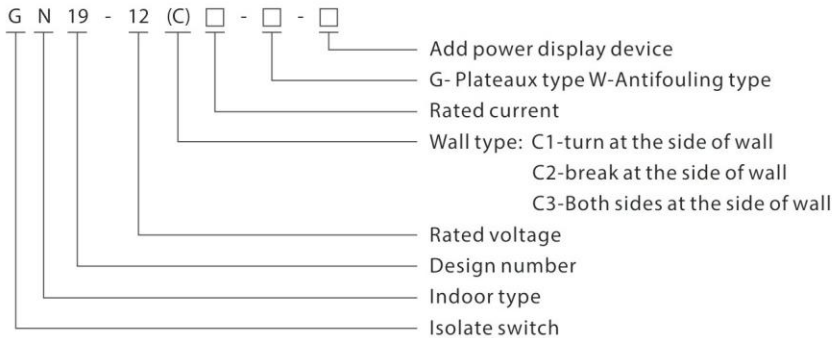 G N 19 - 12 (C) □ - □ - □
Add power display device
G- Plateaux type W-Antifouling type
Rated current
Wall type: C1-turn at the side of wall
C2-break at the side of wall
C3-Both sides at the side of wall
Rated voltage
Design number
Indoor type
Isolate switch